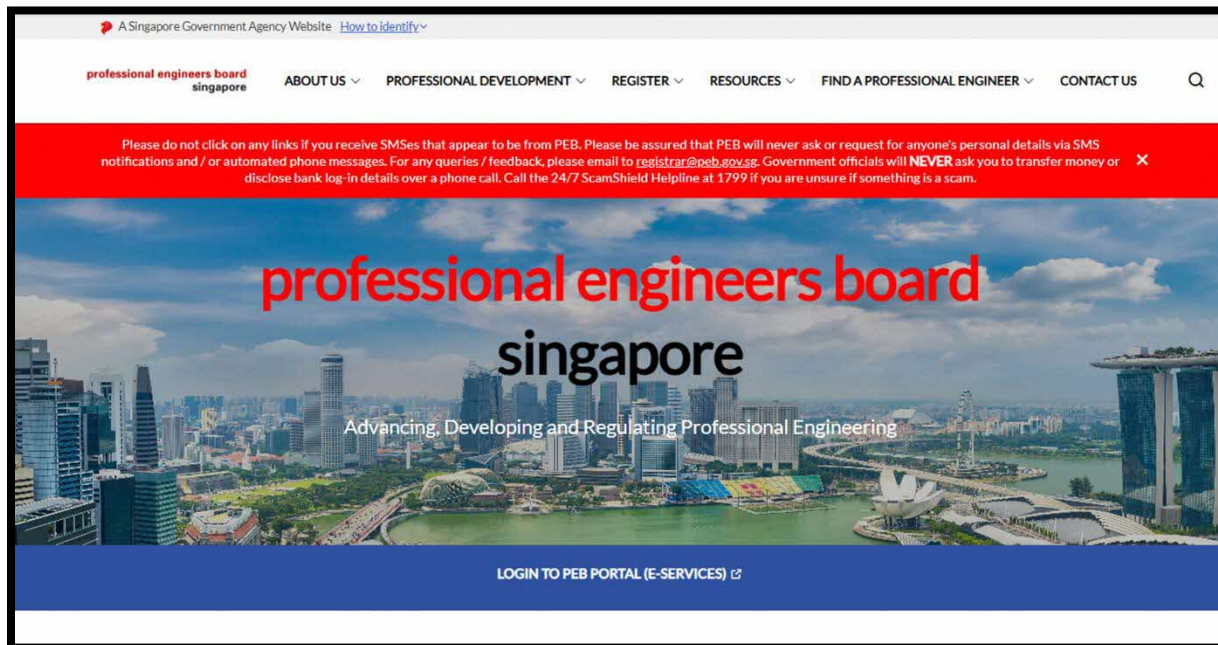 A Singapore Government Agency Website How to identify
professional engineers board
singapore
ABOUT US
PROFESSIONAL DEVELOPMENT
REGISTER
RESOURCES
FIND A PROFESSIONAL ENGINEER
CONTACT US
Please do not click on any links if you receive SMSes that appear to be from PEB. Please be assured that PEB will never ask or request for anyone's personal details via SMS
notifications and / or automated phone messages. For any queries / feedback, please email to registrar@peb.gov.sg. Government officials will NEVER ask you to transfer money or
disclose bank log-in details over a phone call. Call the 24/7 ScamShield Helpline at 1799 if you are unsure if something is a scam.
professional engineers board
singapore
Advancing, Developing and Regulating Professional Engineering
LOGIN TO PEB PORTAL (E-SERVICES)